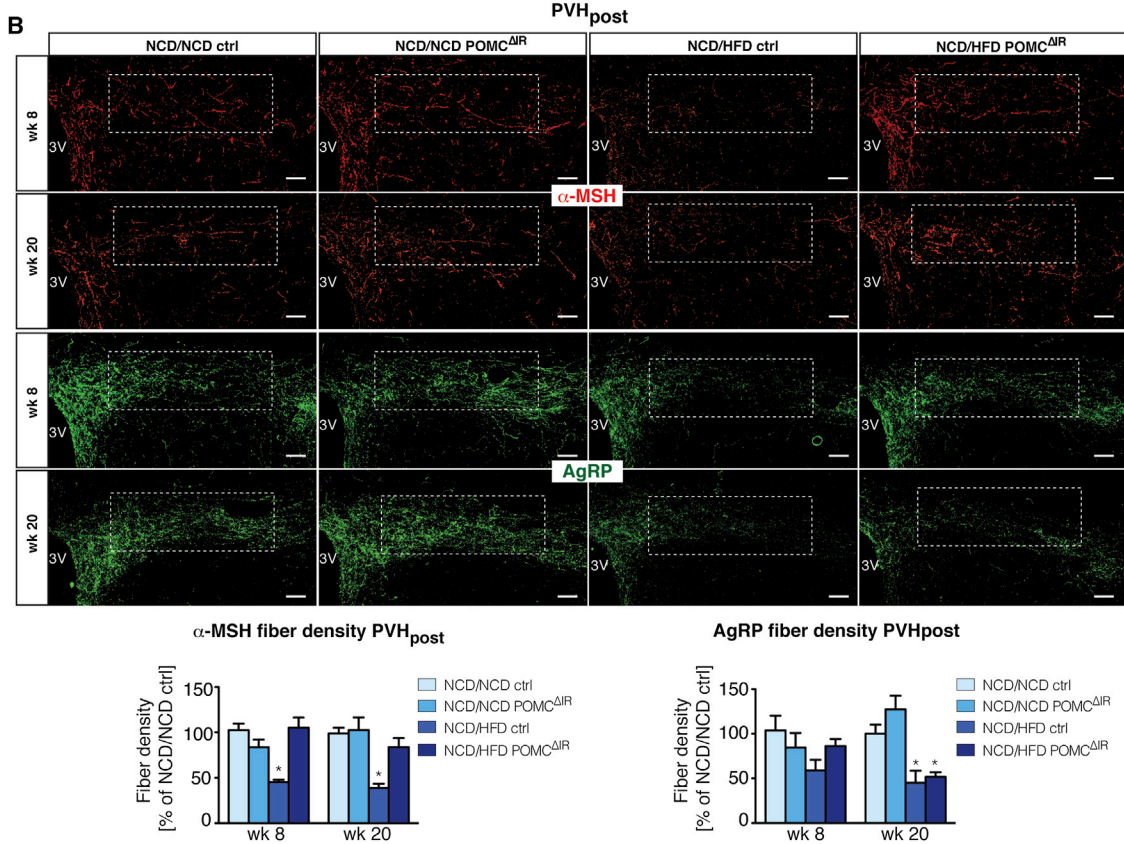 B
PVHpost
NCD/NCD ctrl
NCD/NCD POMCΔIR
NCD/HFD ctrl
NCD/HFD POMCΔIR
wk 8
3V
3V
3V
3V
α-MSH
wk 20
3V
3V
3V
3V
wk 8
3V
3V
3V
3V
AgRP
wk 20
3V
3V
3V
3V
α-MSH fiber density PVHpost
Fiber density
[% of NCD/NCD ctrl]
150
100
50
0
*
*
wk 8
wk 20
NCD/NCD ctrl
NCD/NCD POMCΔIR
NCD/HFD ctrl
NCD/HFD POMCΔIR
AgRP fiber density PVHpost
Fiber density
[% of NCD/NCD ctrl]
150
100
50
0
* *
wk 8
wk 20
NCD/NCD ctrl
NCD/NCD POMCΔIR
NCD/HFD ctrl
NCD/HFD POMCΔIR